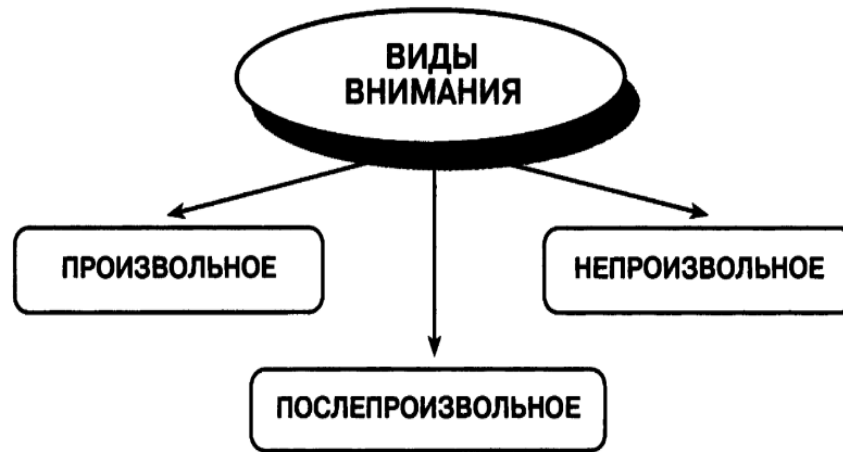 ВИДЫ
ВНИМАНИЯ
ПРОИЗВОЛЬНОЕ
НЕПРОИЗВОЛЬНОЕ
ПОСЛЕПРОИЗВОЛЬНОЕ